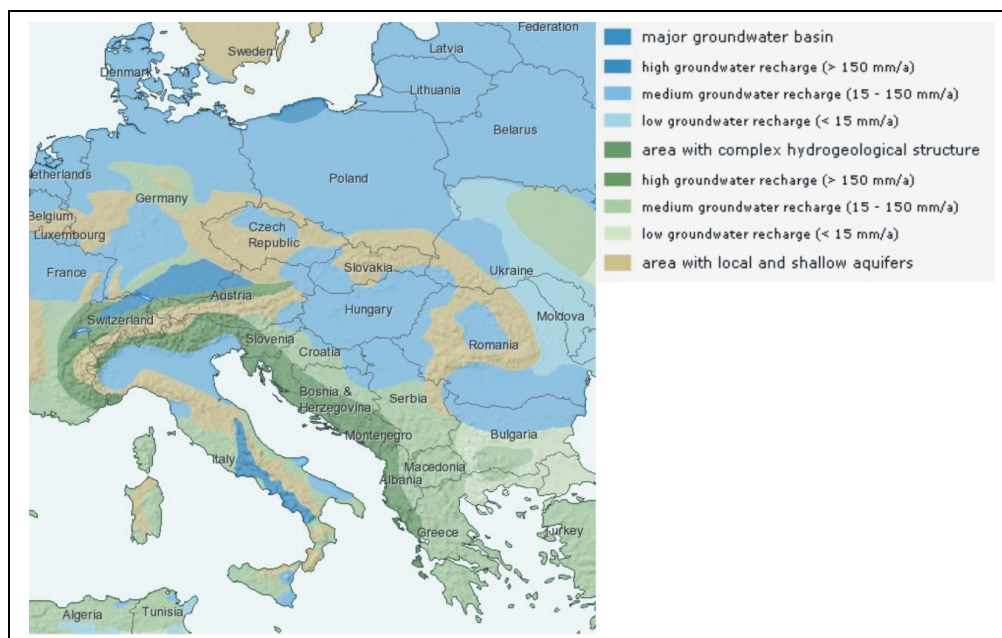 Federation
Sweden
Latvia
Denmark
Lithuania
Belarus
Netherlands
Poland
Germany
Belgium
Luxembourg
Czech
Republic
France
Slovakia
Ukraine
Austria
Hungary
Moldova
Switzerland
Slovenia
Romania
Croatia
Bosnia &
Herzegovina
Serbia
Montenegro
Bulgaria
Italy
Macedonia
Albania
Greece
Turkey
Algeria
Tunisia
major groundwater basin
high groundwater recharge (> 150 mm/a)
medium groundwater recharge (15 - 150 mm/a)
low groundwater recharge (< 15 mm/a)
area with complex hydrogeological structure
high groundwater recharge (> 150 mm/a)
medium groundwater recharge (15 - 150 mm/a)
low groundwater recharge (< 15 mm/a)
area with local and shallow aquifers